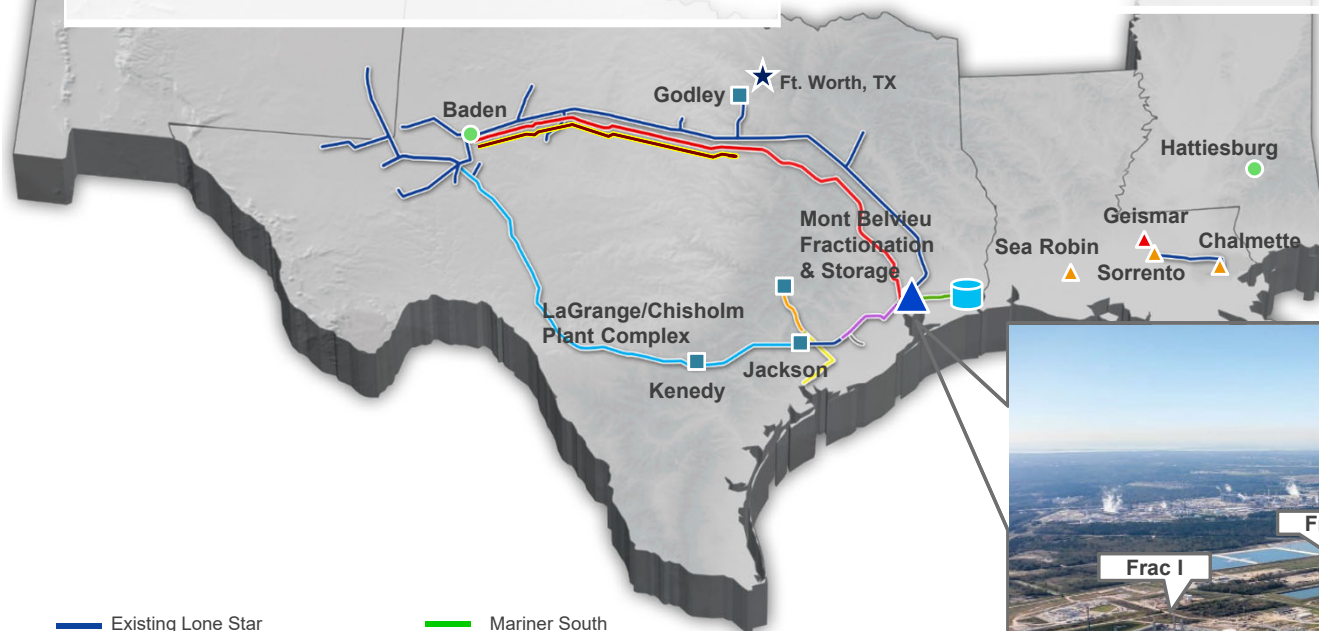 Ft. Worth, TX
Godley
Baden
Hattiesburg
Geismar
Mont Belvieu
Fractionation
& Storage
Sea Robin
Chalmette
Sorrento
LaGrange/Chisholm
Plant Complex
Jackson
Kenedy
Frac I
Existing Lone Star
Mariner South